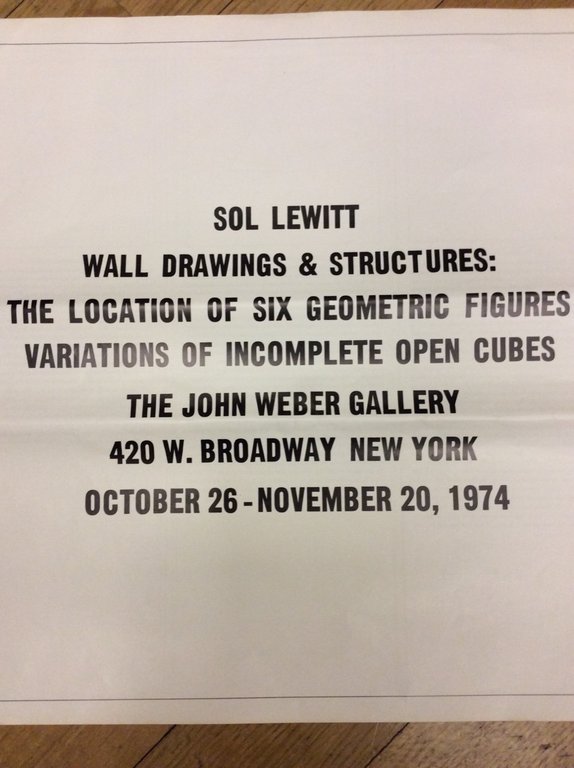 SOL LEWITT
WALL DRAWINGS & STRUCTURES:
THE LOCATION OF SIX GEOMETRIC FIGURES
VARIATIONS OF INCOMPLETE OPEN CUBES
THE JOHN WEBER GALLERY
420 W. BROADWAY NEW YORK
OCTOBER 26-NOVEMBER 20, 1974